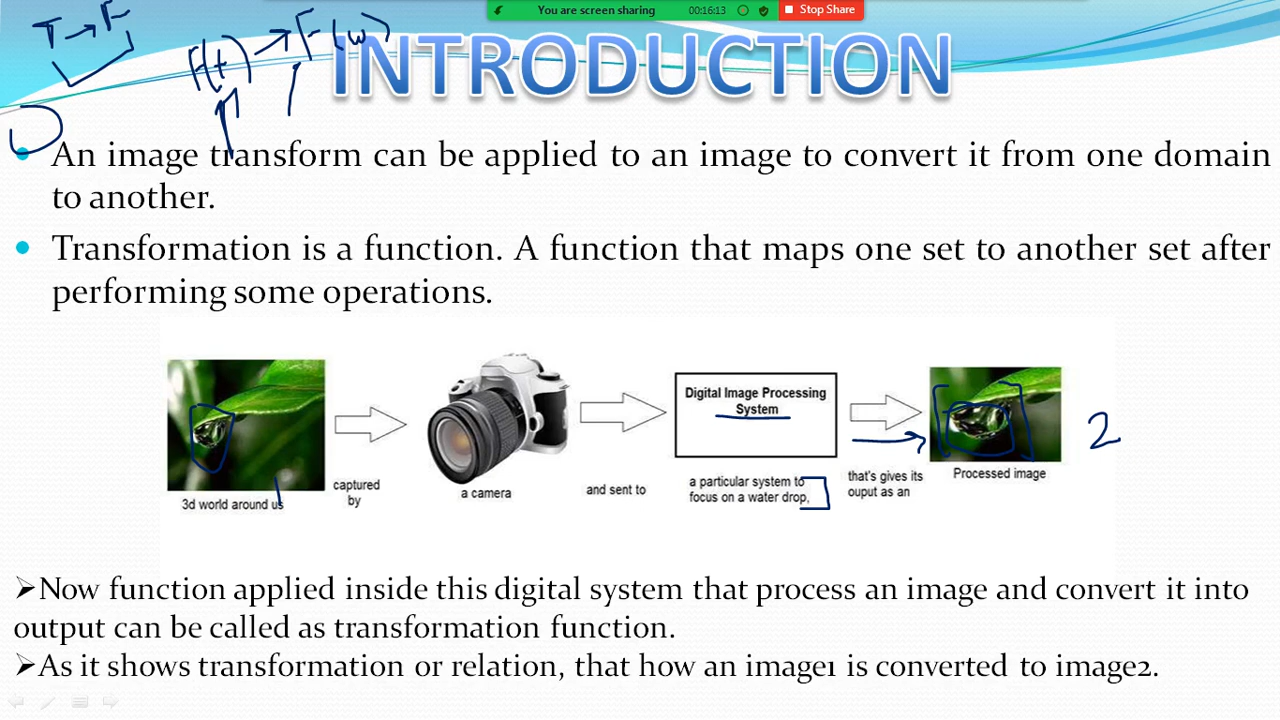 You are screen sharing 00:16:13 Stop Share
T → F
F(t) → F(w)
INTRODUCTION
• An image transform can be applied to an image to convert it from one domain
to another.
• Transformation is a function. A function that maps one set to another set after
performing some operations.
Digital Image Processing
System
3d world around us
1
captured
by
a camera
and sent to
a particular system to
focus on a water drop,
that's gives its
ouput as an
Processed image
2
➢Now function applied inside this digital system that process an image and convert it into
output can be called as transformation function.
➢As it shows transformation or relation, that how an image1 is converted to image2.